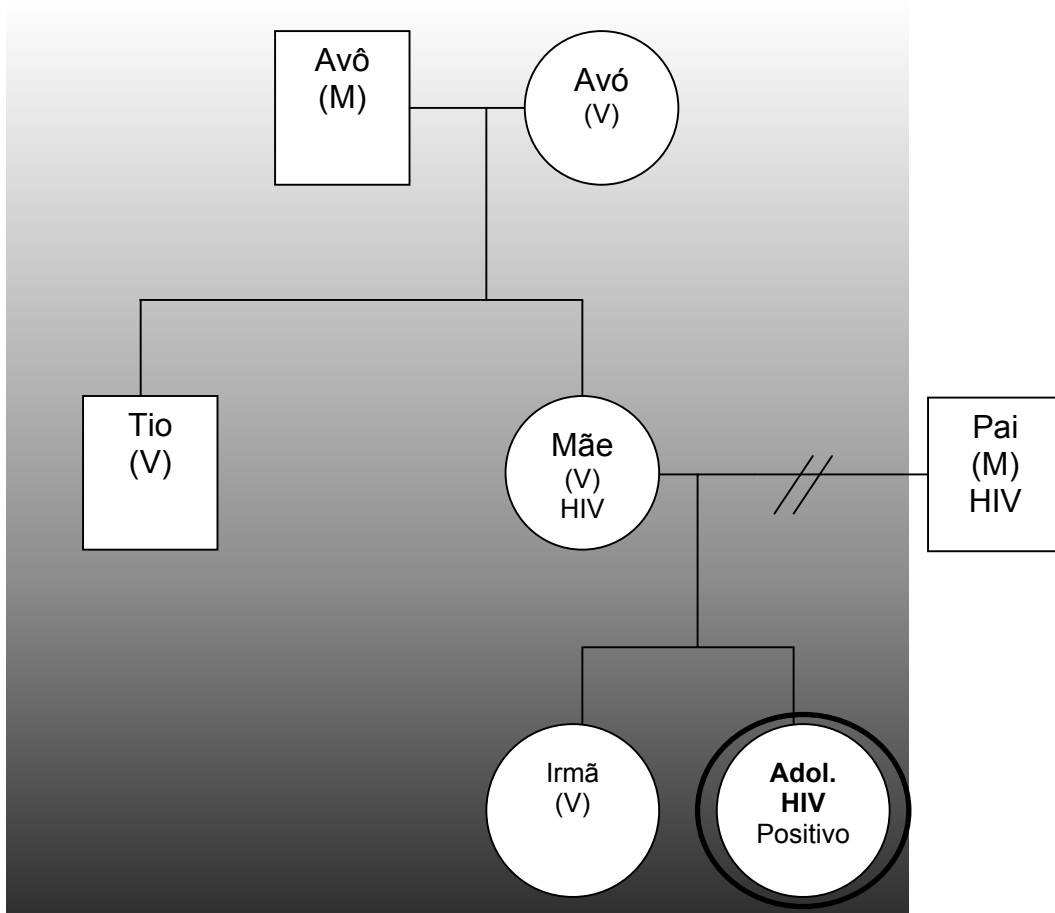 Avô
(M)
Avó
(V)
Tio
(V)
Mãe
(V)
HIV
Pai
(M)
HIV
Irmã
(V)
Adol.
HIV
Positivo